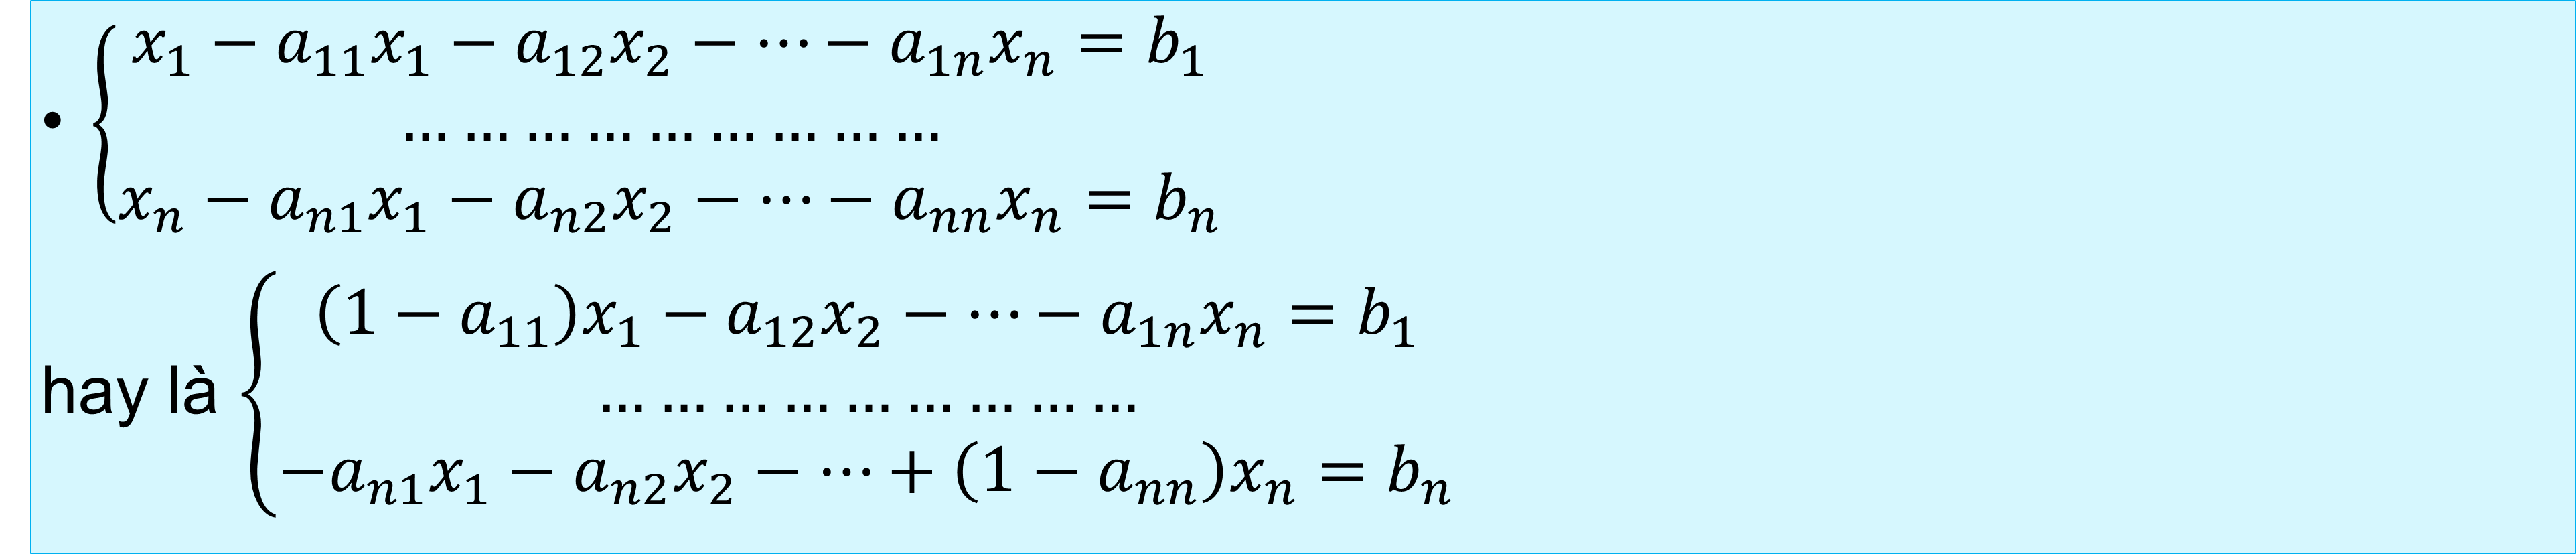 • { x₁ − a₁₁x₁ − a₁₂x₂ − ⋯ − a₁ₙxₙ = b₁
… … … … … … … … …
xₙ − aₙ₁x₁ − aₙ₂x₂ − ⋯ − aₙₙxₙ = bₙ
hay là { (1 − a₁₁)x₁ − a₁₂x₂ − ⋯ − a₁ₙxₙ = b₁
… … … … … … … … …
−aₙ₁x₁ − aₙ₂x₂ − ⋯ + (1 − aₙₙ)xₙ = bₙ